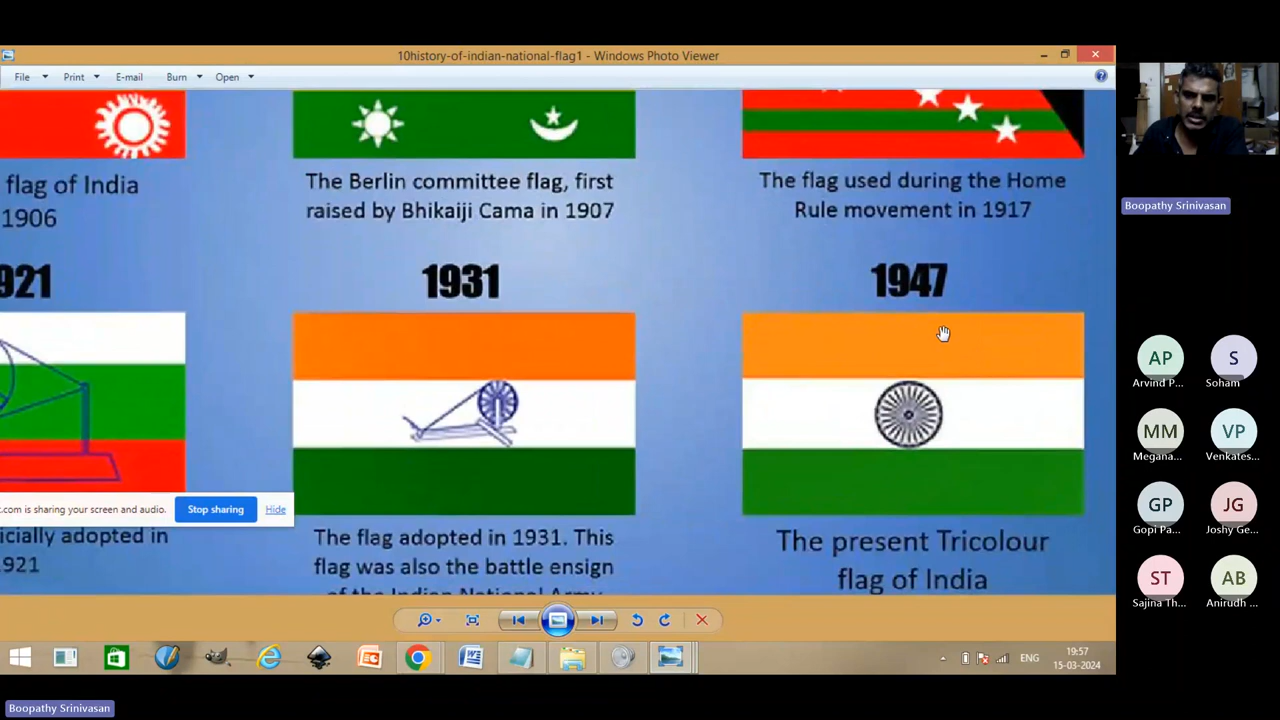 10history-of-indian-national-flag1 - Windows Photo Viewer
File
Print
E-mail
Burn
Open
flag of India
1906
The Berlin committee flag, first
raised by Bhikaiji Cama in 1907
The flag used during the Home
Rule movement in 1917
921
1931
1947
.com is sharing your screen and audio.
Stop sharing
Hide
icially adopted in
921
The flag adopted in 1931. This
flag was also the battle ensign
of the Indian National Army
The present Tricolour
flag of India
ENG
19:57
15-03-2024
Boopathy Srinivasan
AP
Arvind P...
S
Soham
MM
Megana...
VP
Venkates...
GP
Gopi Pa...
JG
Joshy Ge...
ST
Sajina Th...
AB
Anirudh ...
Boopathy Srinivasan